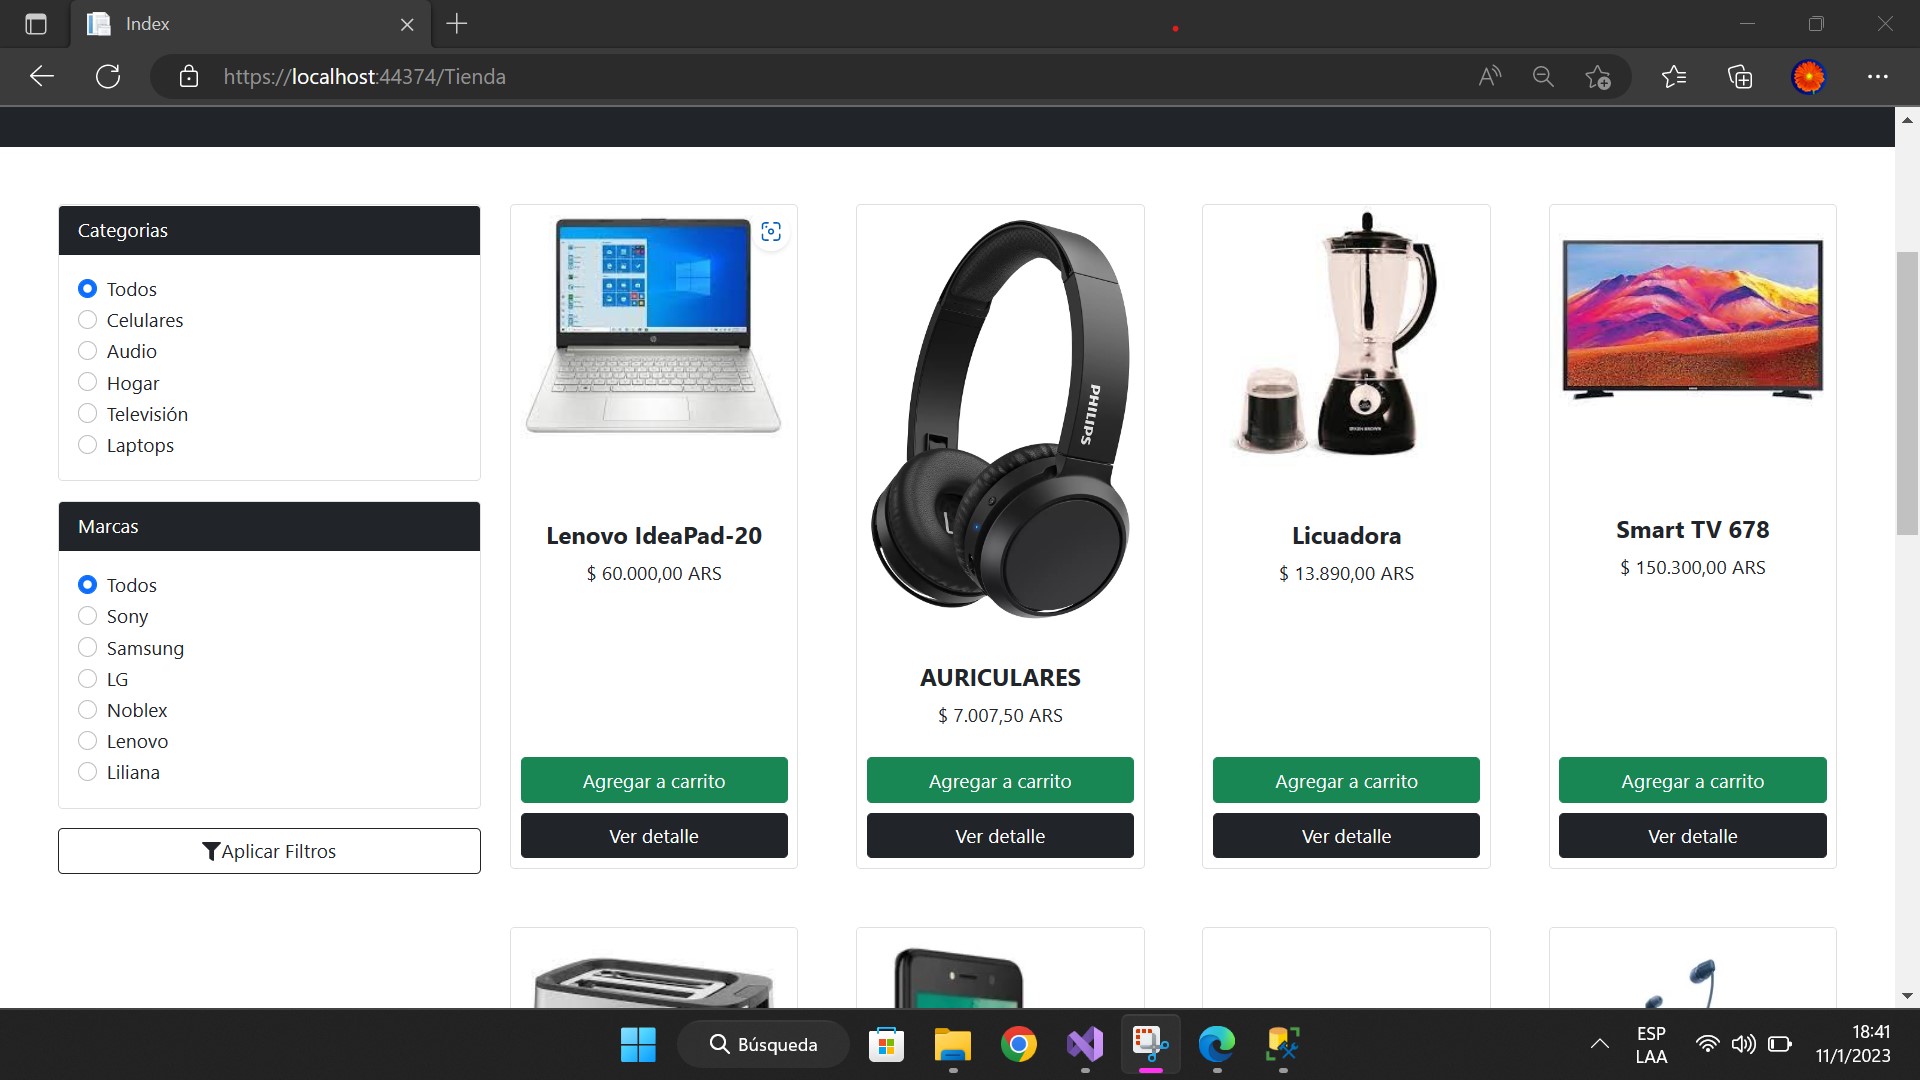 Index
https://localhost:44374/Tienda
Categorias
Todos
Celulares
Audio
Hogar
Televisión
Laptops
Marcas
Todos
Sony
Samsung
LG
Noblex
Lenovo
Liliana
Aplicar Filtros
Lenovo IdeaPad-20
$ 60.000,00 ARS
Agregar a carrito
Ver detalle
PHILIPS
AURICULARES
$ 7.007,50 ARS
Agregar a carrito
Ver detalle
Licuadora
$ 13.890,00 ARS
Agregar a carrito
Ver detalle
Smart TV 678
$ 150.300,00 ARS
Agregar a carrito
Ver detalle
Búsqueda
ESP
LAA
18:41
11/1/2023